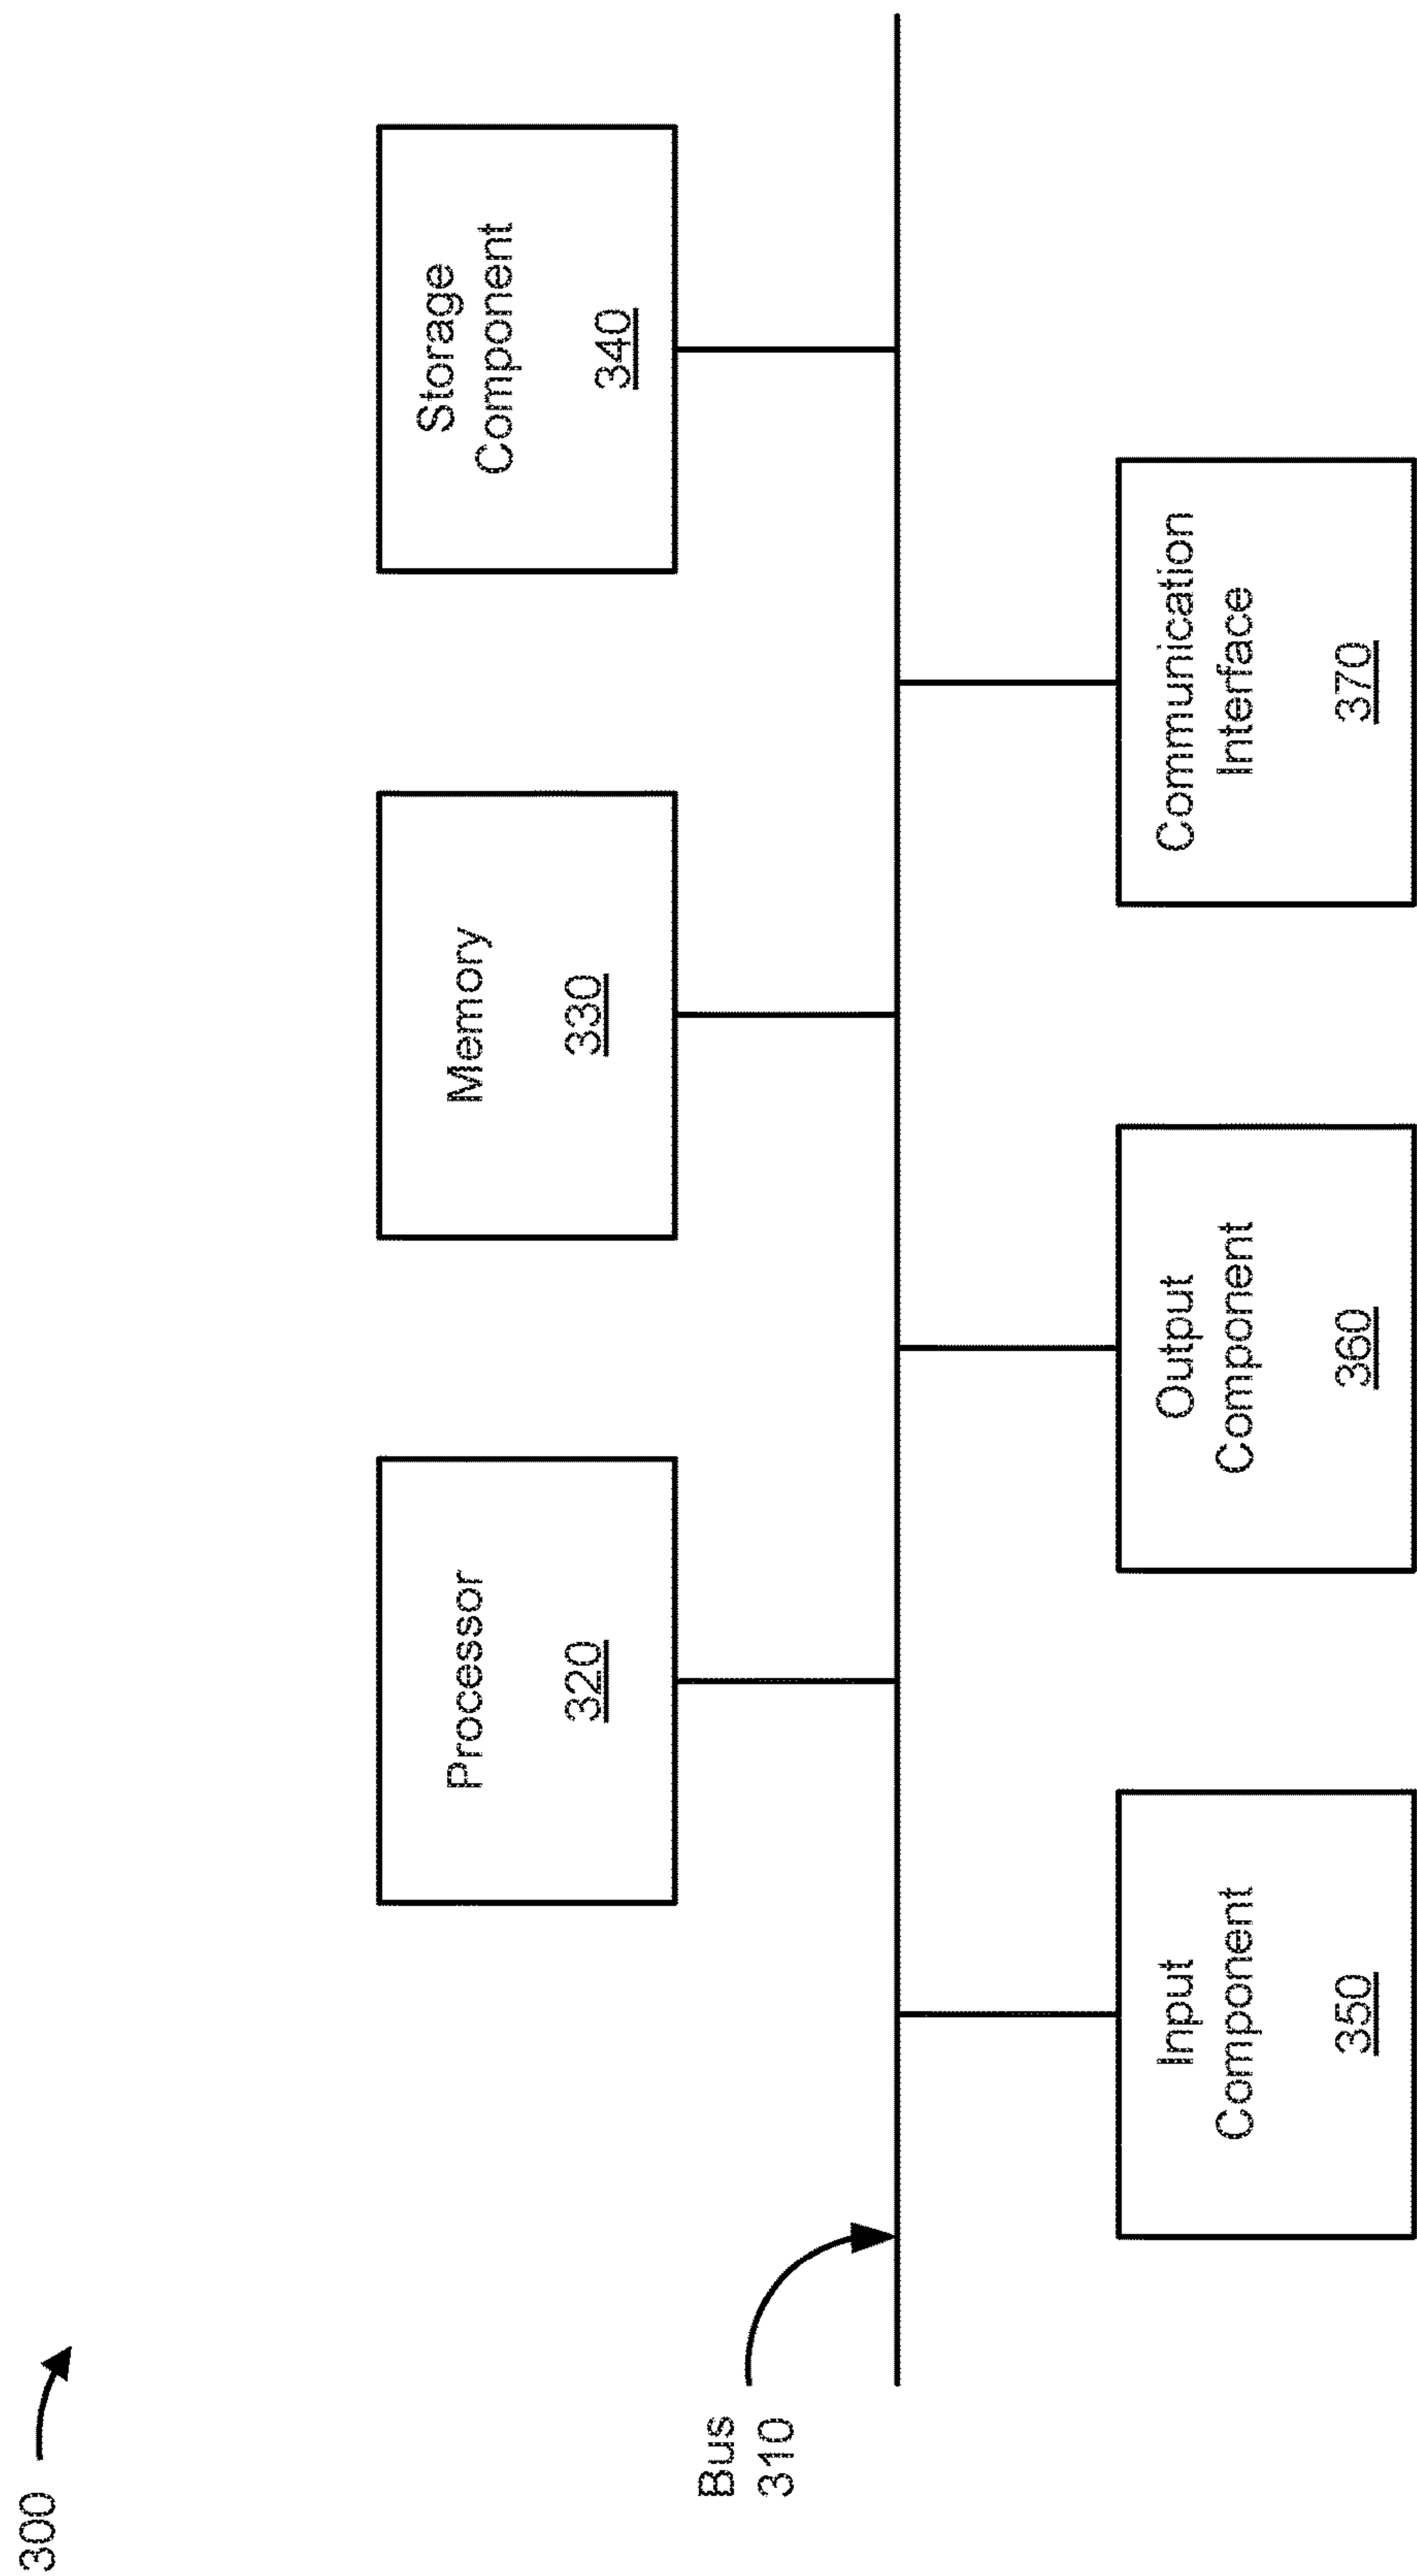 300
Bus
310
Processor
320
Memory
330
Storage
Component
340
Input
Component
350
Output
Component
360
Communication
Interface
370